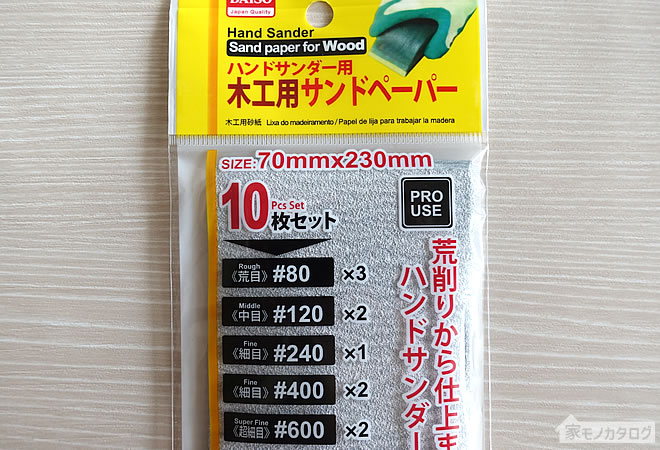 DAISO
Japan Quality
Hand Sander
Sand paper for Wood
ハンドサンダー用
木工用サンドペーパー
木工用砂紙 Lixa do madeiramento / Papel de lija para trabajar la madera
SIZE: 70mmx230mm
10 Pcs Set
枚セット
PRO
USE
Rough
《荒目》 #80 ×3
Middle
《中目》 #120 ×2
Fine
《細目》 #240 ×1
Fine
《細目》 #400 ×2
Super Fine
《超細目》 #600 ×2
荒削りから仕上ま
ハンドサンダー
家モノカタログ